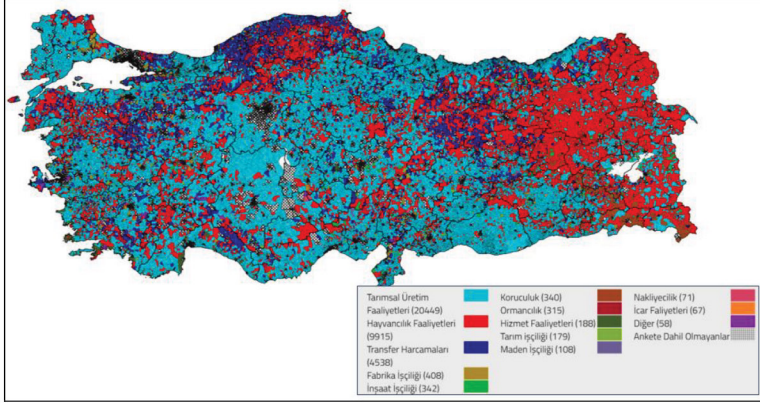 Tarımsal Üretim
Faaliyetleri (20449)
Hayvancılık Faaliyetleri
(9915)
Transfer Harcamaları
(4538)
Fabrika İşçiliği (408)
İnşaat İşçiliği (342)
Koruculuk (340)
Ormancılık (315)
Hizmet Faaliyetleri (188)
Tarım işçiliği (179)
Maden İşçiliği (108)
Nakliyecilik (71)
İcar Faliyetleri (67)
Diğer (58)
Ankete Dahil Olmayanlar